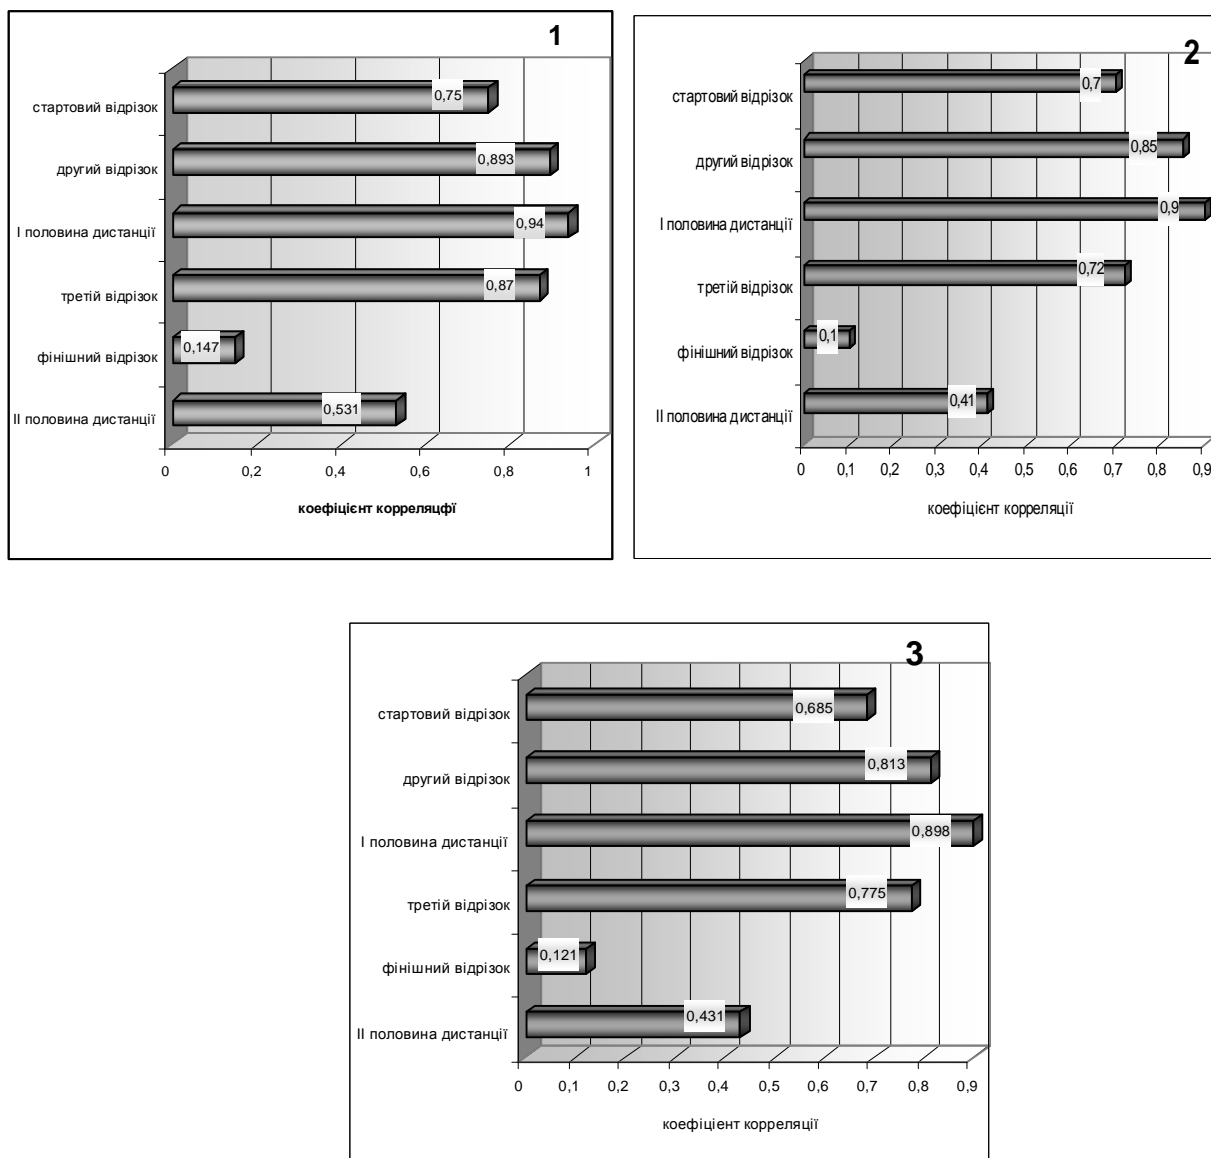 1
стартовий відрізок
0,75
другий відрізок
0,893
I половина дистанції
0,94
третій відрізок
0,87
фінішний відрізок
0,147
II половина дистанції
0,531
0 0,2 0,4 0,6 0,8 1
коефіцієнт корреляцфї
2
стартовий відрізок
0,7
другий відрізок
0,85
I половина дистанції
0,9
третій відрізок
0,72
фінішний відрізок
0,1
II половина дистанції
0,41
0 0,1 0,2 0,3 0,4 0,5 0,6 0,7 0,8 0,9
коефіцієнт корреляції
3
стартовий відрізок
0,685
другий відрізок
0,813
I половина дистанції
0,898
третій відрізок
0,775
фінішний відрізок
0,121
II половина дистанції
0,431
0 0,1 0,2 0,3 0,4 0,5 0,6 0,7 0,8 0,9
коефіціент корреляції